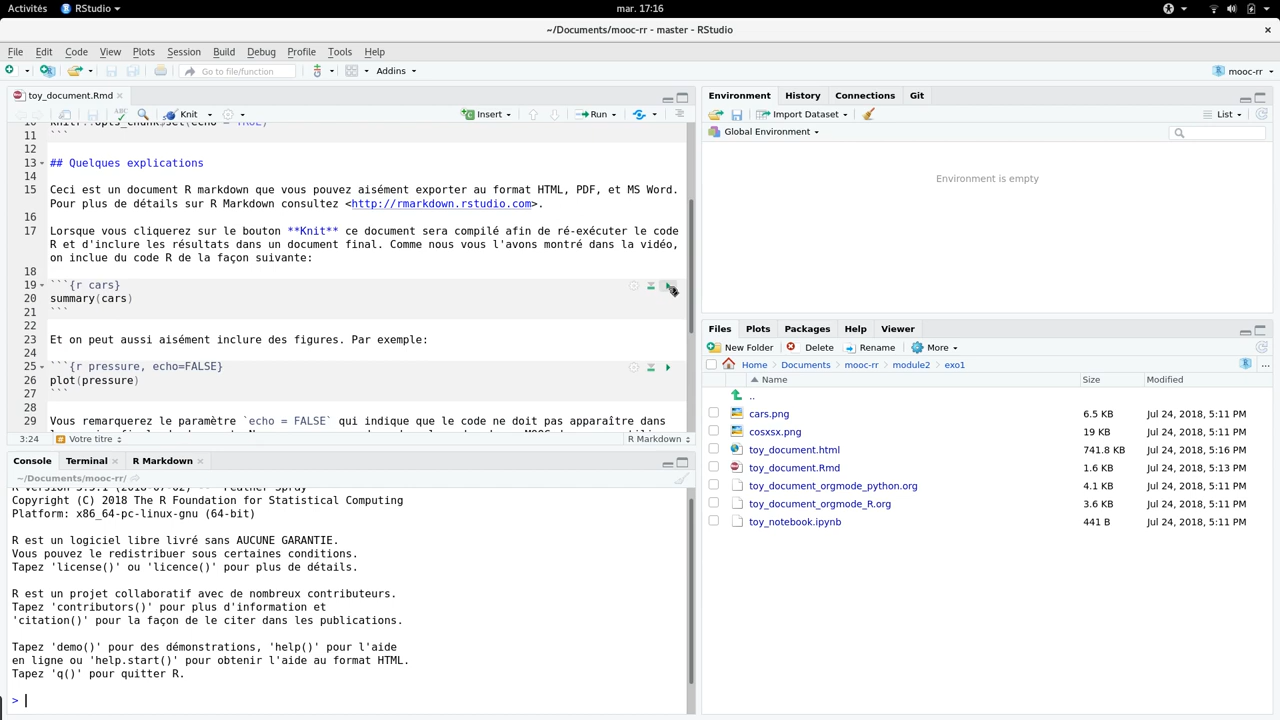 Activités RStudio mar. 17:16
~/Documents/mooc-rr - master - RStudio
File Edit Code View Plots Session Build Debug Profile Tools Help
Go to file/function Addins mooc-rr
toy_document.Rmd
Knit Insert Run
11 ```
12
13 ## Quelques explications
14
15 Ceci est un document R markdown que vous pouvez aisément exporter au format HTML, PDF, et MS Word.
Pour plus de détails sur R Markdown consultez <http://rmarkdown.rstudio.com>.
16
17 Lorsque vous cliquerez sur le bouton **Knit** ce document sera compilé afin de ré-exécuter le code
R et d'inclure les résultats dans un document final. Comme nous vous l'avons montré dans la vidéo,
on inclue du code R de la façon suivante:
18
19 ```{r cars}
20 summary(cars)
21 ```
22
23 Et on peut aussi aisément inclure des figures. Par exemple:
24
25 ```{r pressure, echo=FALSE}
26 plot(pressure)
27 ```
28
Vous remarquerez le paramètre `echo = FALSE` qui indique que le code ne doit pas apparaître dans
3:24 Votre titre R Markdown
Console Terminal R Markdown
~/Documents/mooc-rr/
Copyright (C) 2018 The R Foundation for Statistical Computing
Platform: x86_64-pc-linux-gnu (64-bit)
R est un logiciel libre livré sans AUCUNE GARANTIE.
Vous pouvez le redistribuer sous certaines conditions.
Tapez 'license()' ou 'licence()' pour plus de détails.
R est un projet collaboratif avec de nombreux contributeurs.
Tapez 'contributors()' pour plus d'information et
'citation()' pour la façon de le citer dans les publications.
Tapez 'demo()' pour des démonstrations, 'help()' pour l'aide
en ligne ou 'help.start()' pour obtenir l'aide au format HTML.
Tapez 'q()' pour quitter R.
>
Environment History Connections Git
Import Dataset List
Global Environment
Environment is empty
Files Plots Packages Help Viewer
New Folder Delete Rename More
Home Documents mooc-rr module2 exo1 ...
Name Size Modified
..
cars.png 6.5 KB Jul 24, 2018, 5:11 PM
cosxsx.png 19 KB Jul 24, 2018, 5:11 PM
toy_document.html 741.8 KB Jul 24, 2018, 5:16 PM
toy_document.Rmd 1.6 KB Jul 24, 2018, 5:13 PM
toy_document_orgmode_python.org 4.1 KB Jul 24, 2018, 5:11 PM
toy_document_orgmode_R.org 3.6 KB Jul 24, 2018, 5:11 PM
toy_notebook.ipynb 441 B Jul 24, 2018, 5:11 PM